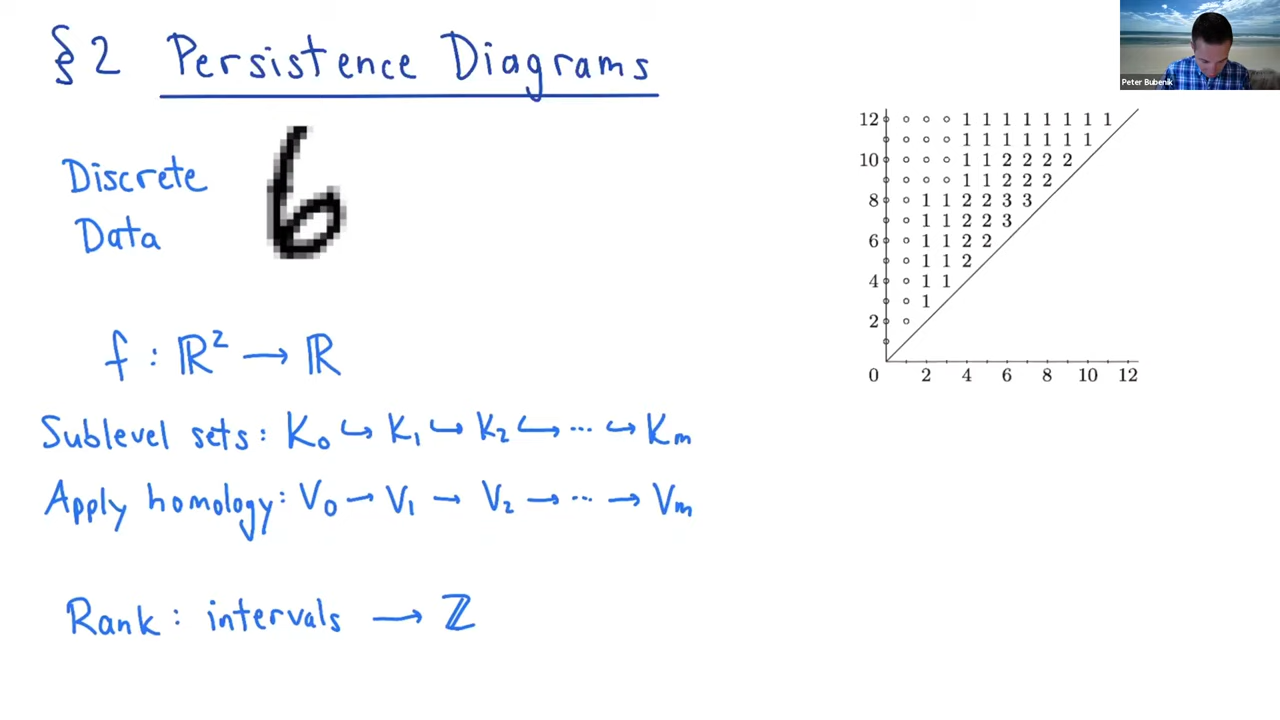 §2 Persistence Diagrams
Peter Bubenik
Discrete
Data
6
f : ℝ² → ℝ
Sublevel sets: K₀ ↪ K₁ ↪ K₂ ↪ ... ↪ Kₘ
Apply homology: V₀ → V₁ → V₂ → ... → Vₘ
Rank: intervals → ℤ
12 ∘ ∘ ∘ ∘ 1 1 1 1 1 1 1 1
∘ ∘ ∘ ∘ 1 1 1 1 1 1 1
10 ∘ ∘ ∘ ∘ 1 1 2 2 2 2
∘ ∘ ∘ ∘ 1 1 2 2 2
8 ∘ ∘ 1 1 2 2 3 3
∘ ∘ 1 1 2 2 3
6 ∘ ∘ 1 1 2 2
∘ ∘ 1 1 2
4 ∘ ∘ 1 1
∘ ∘ 1
2 ∘ ∘
∘
0 2 4 6 8 10 12